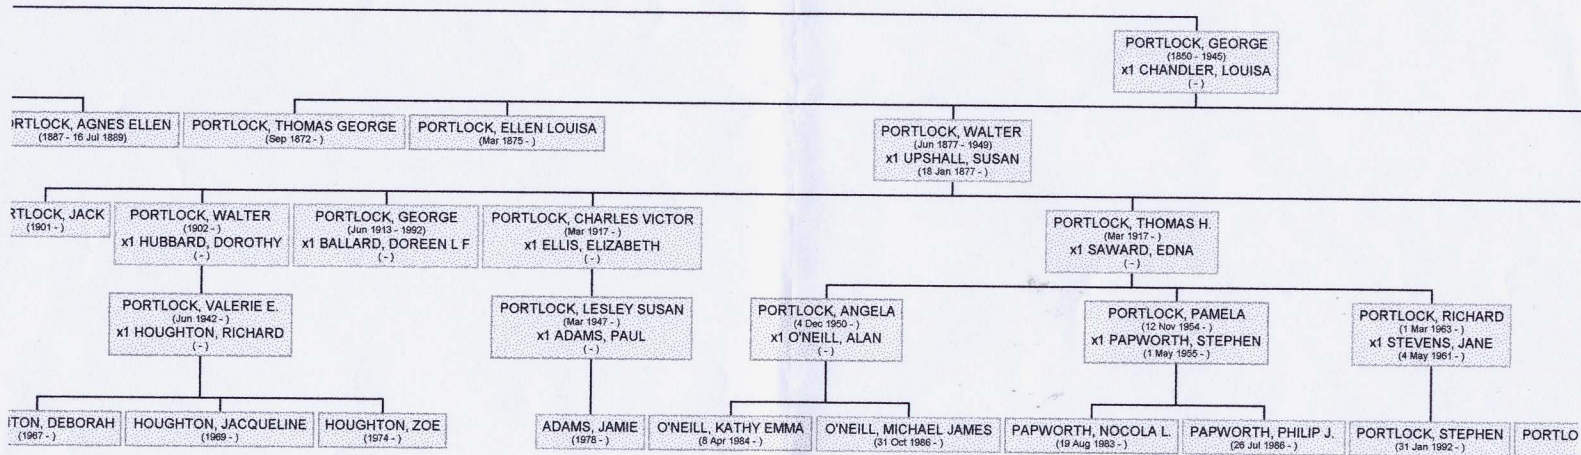 PORTLOCK, GEORGE
(1850 - 1945)
x1 CHANDLER, LOUISA
( - )
RTLOCK, AGNES ELLEN
(1887 - 16 Jul 1889)
PORTLOCK, THOMAS GEORGE
(Sep 1872 - )
PORTLOCK, ELLEN LOUISA
(Mar 1875 - )
PORTLOCK, WALTER
(Jun 1877 - 1949)
x1 UPSHALL, SUSAN
(18 Jan 1877 - )
RTLOCK, JACK
(1901 - )
PORTLOCK, WALTER
(1902 - )
x1 HUBBARD, DOROTHY
( - )
PORTLOCK, GEORGE
(Jun 1913 - 1992)
x1 BALLARD, DOREEN L F
( - )
PORTLOCK, CHARLES VICTOR
(Mar 1917 - )
x1 ELLIS, ELIZABETH
( - )
PORTLOCK, THOMAS H.
(Mar 1917 - )
x1 SAWARD, EDNA
( - )
PORTLOCK, VALERIE E.
(Jun 1942 - )
x1 HOUGHTON, RICHARD
( - )
PORTLOCK, LESLEY SUSAN
(Mar 1947 - )
x1 ADAMS, PAUL
( - )
PORTLOCK, ANGELA
(4 Dec 1950 - )
x1 O'NEILL, ALAN
( - )
PORTLOCK, PAMELA
(12 Nov 1954 - )
x1 PAPWORTH, STEPHEN
(1 May 1955 - )
PORTLOCK, RICHARD
(1 Mar 1963 - )
x1 STEVENS, JANE
(4 May 1961 - )
TON, DEBORAH
(1967 - )
HOUGHTON, JACQUELINE
(1969 - )
HOUGHTON, ZOE
(1974 - )
ADAMS, JAMIE
(1978 - )
O'NEILL, KATHY EMMA
(8 Apr 1984 - )
O'NEILL, MICHAEL JAMES
(31 Oct 1986 - )
PAPWORTH, NOCOLA L.
(19 Aug 1983 - )
PAPWORTH, PHILIP J.
(26 Jul 1986 - )
PORTLOCK, STEPHEN
(31 Jan 1992 - )
PORTLO